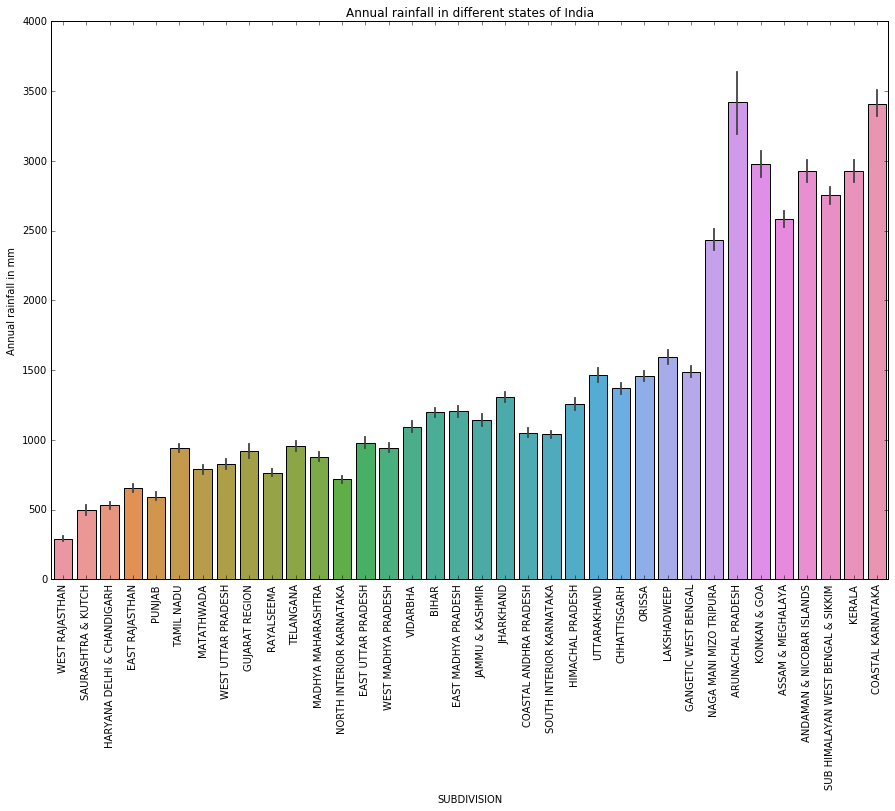 Annual rainfall in different states of India
Annual rainfall in mm
4000
3500
3000
2500
2000
1500
1000
500
0
WEST RAJASTHAN
SAURASHTRA & KUTCH
HARYANA DELHI & CHANDIGARH
EAST RAJASTHAN
PUNJAB
TAMIL NADU
MATATHWADA
WEST UTTAR PRADESH
GUJARAT REGION
RAYALSEEMA
TELANGANA
MADHYA MAHARASHTRA
NORTH INTERIOR KARNATAKA
EAST UTTAR PRADESH
WEST MADHYA PRADESH
VIDARBHA
BIHAR
EAST MADHYA PRADESH
JAMMU & KASHMIR
JHARKHAND
COASTAL ANDHRA PRADESH
SOUTH INTERIOR KARNATAKA
HIMACHAL PRADESH
UTTARAKHAND
CHHATTISGARH
ORISSA
LAKSHADWEEP
GANGETIC WEST BENGAL
NAGA MANI MIZO TRIPURA
ARUNACHAL PRADESH
KONKAN & GOA
ASSAM & MEGHALAYA
ANDAMAN & NICOBAR ISLANDS
SUB HIMALAYAN WEST BENGAL & SIKKIM
KERALA
COASTAL KARNATAKA
SUBDIVISION